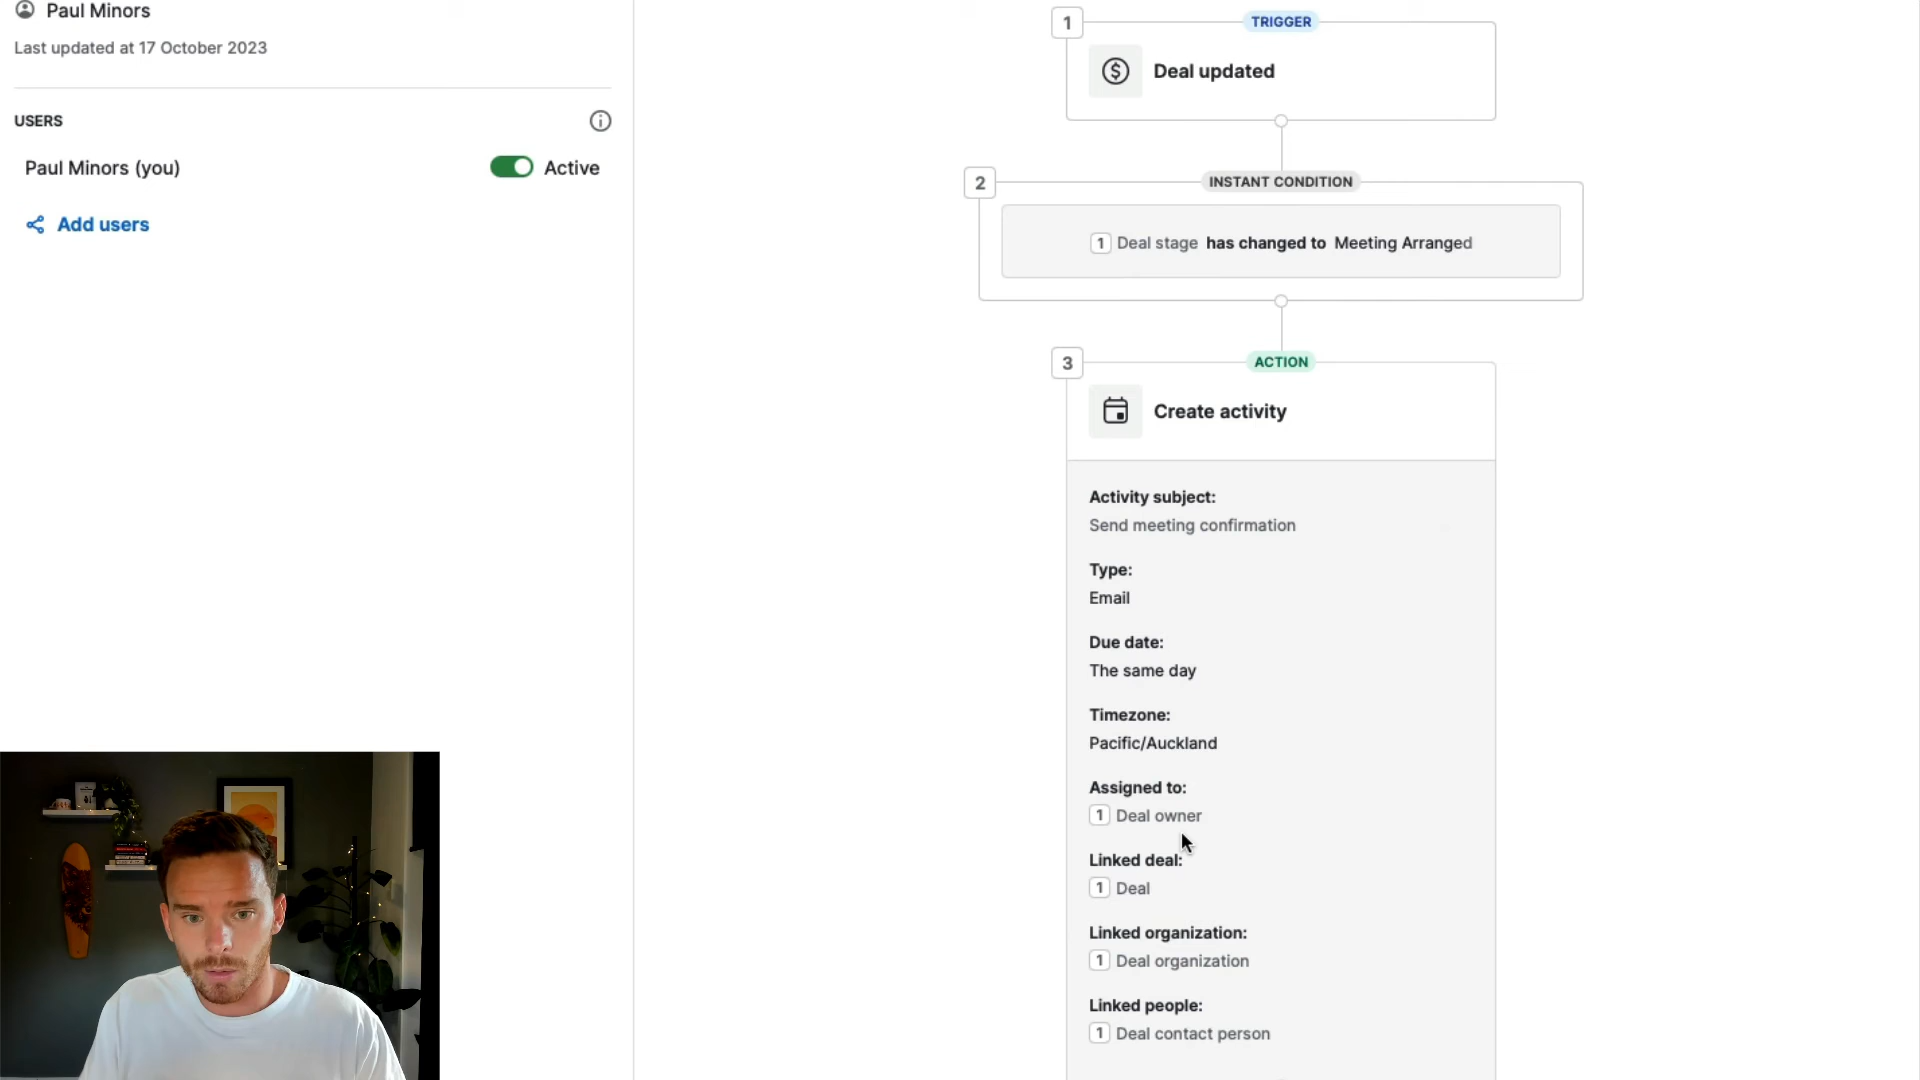 Paul Minors
Last updated at 17 October 2023
USERS
Paul Minors (you)
Active
Add users
1
TRIGGER
Deal updated
2
INSTANT CONDITION
1 Deal stage has changed to Meeting Arranged
3
ACTION
Create activity
Activity subject:
Send meeting confirmation
Type:
Email
Due date:
The same day
Timezone:
Pacific/Auckland
Assigned to:
1 Deal owner
Linked deal:
1 Deal
Linked organization:
1 Deal organization
Linked people:
1 Deal contact person